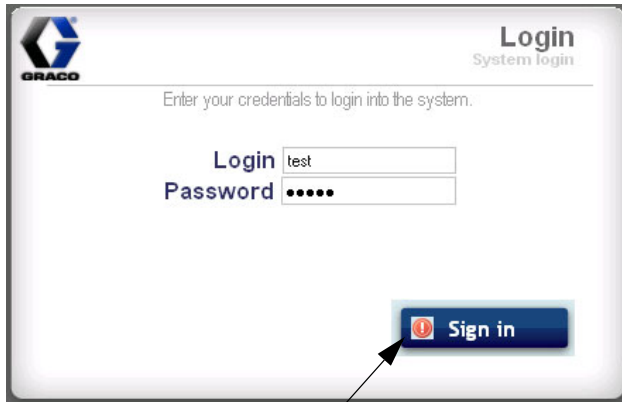 GRACO
Login
System login
Enter your credentials to login into the system.
Login test
Password •••••
Sign in